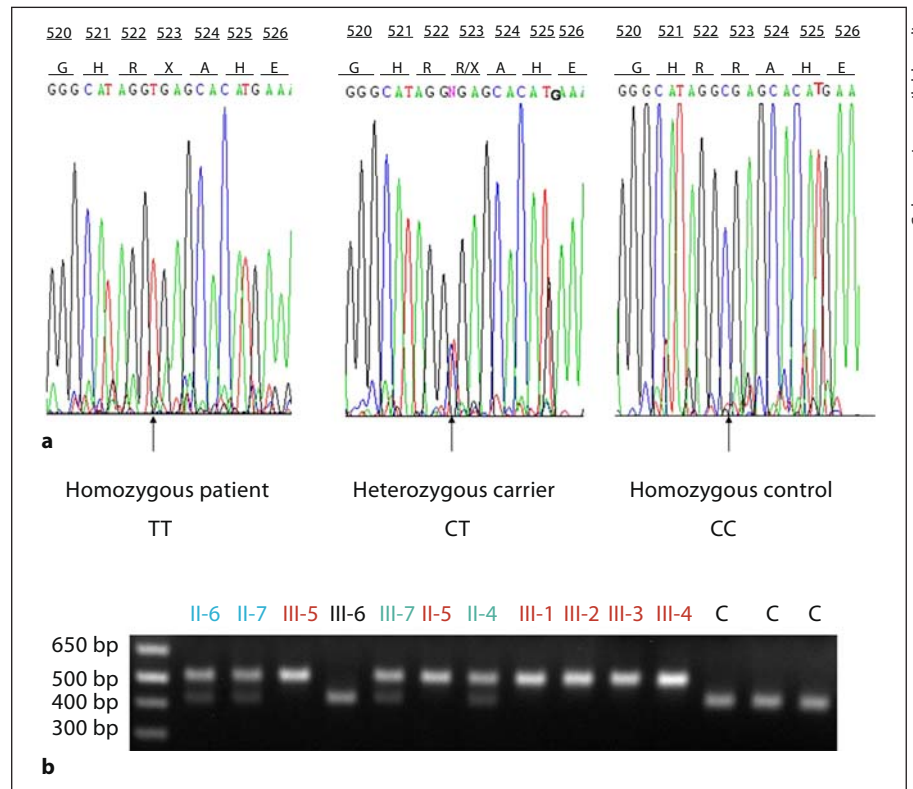 520 521 522 523 524 525 526 520 521 522 523 524 525 526 520 521 522 523 524 525 526
G H R X A H E G H R R/X A H E G H R R A H E
GGGCATAGGTGAGCACATGAA GGGCATAGGNGAGCACATGAA GGGCATAGGCGAGCACATGAA
a
Homozygous patient Heterozygous carrier Homozygous control
TT CT CC
II-6 II-7 III-5 III-6 III-7 II-5 II-4 III-1 III-2 III-3 III-4 C C C
650 bp
500 bp
400 bp
300 bp
b